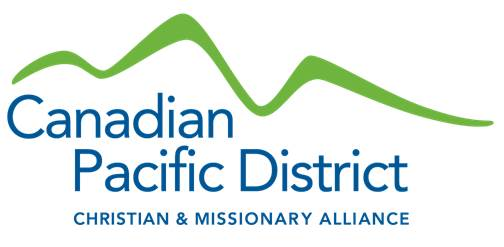 Canadian
Pacific District
CHRISTIAN & MISSIONARY ALLIANCE